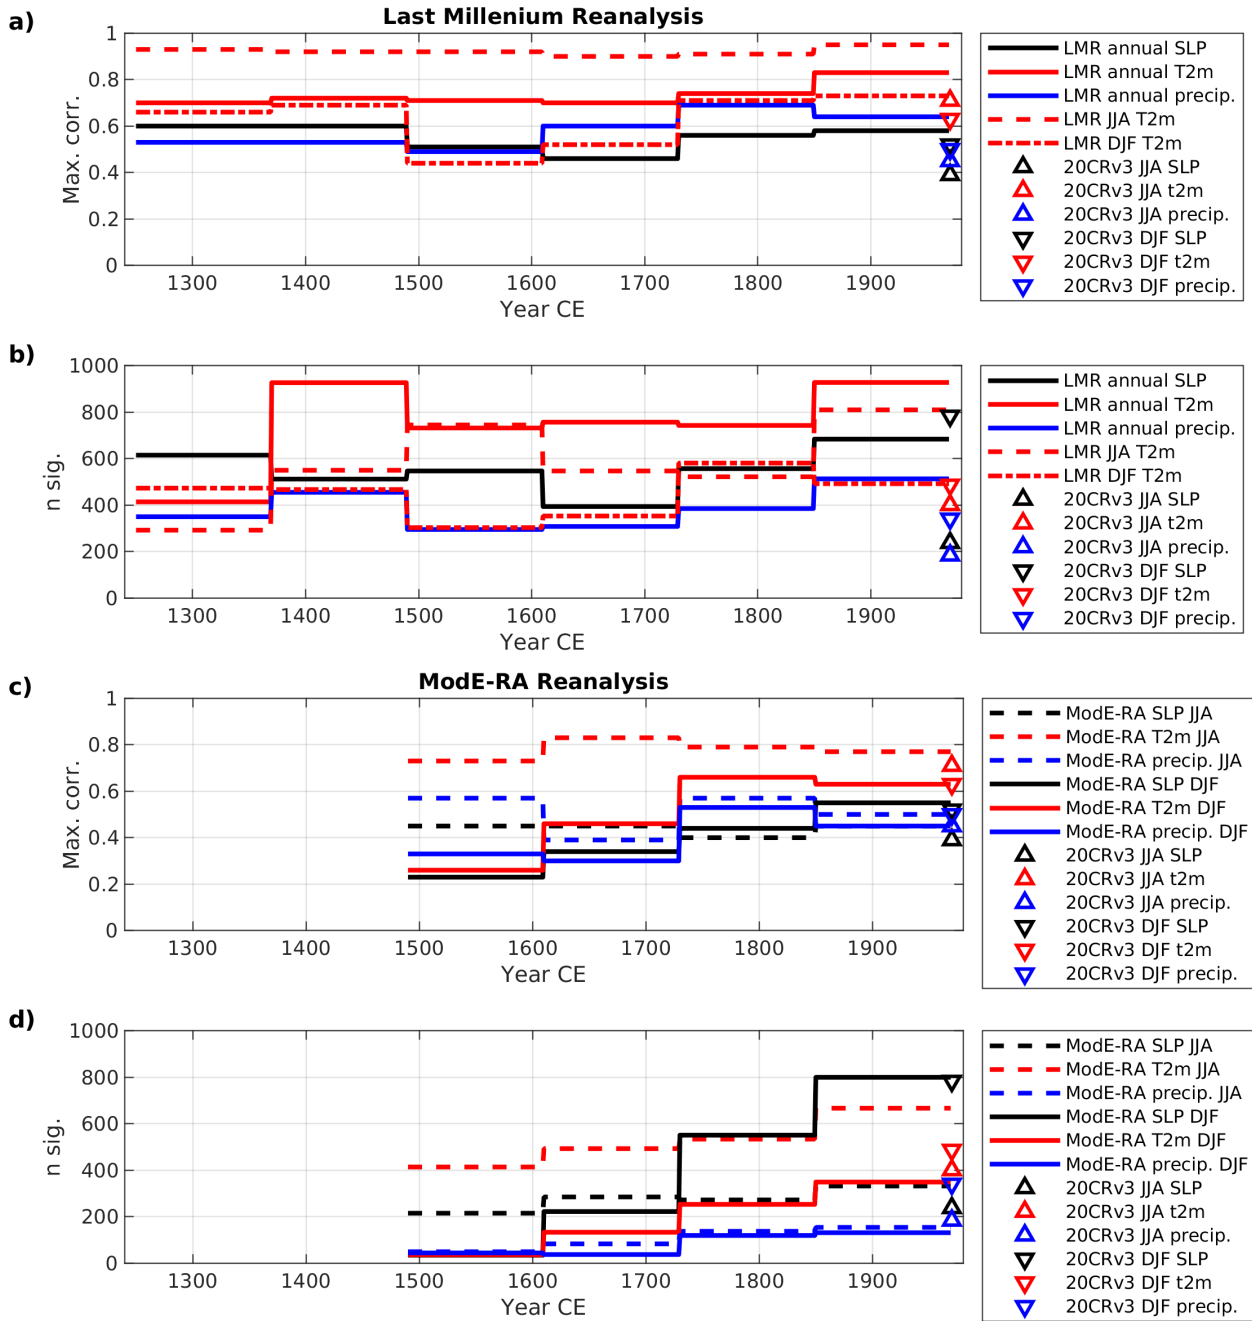 a)
Last Millenium Reanalysis
1
0.8
0.6
0.4
0.2
0
Max. corr.
1300 1400 1500 1600 1700 1800 1900
Year CE
LMR annual SLP
LMR annual T2m
LMR annual precip.
LMR JJA T2m
LMR DJF T2m
20CRv3 JJA SLP
20CRv3 JJA t2m
20CRv3 JJA precip.
20CRv3 DJF SLP
20CRv3 DJF t2m
20CRv3 DJF precip.
b)
1000
800
600
400
200
0
n sig.
1300 1400 1500 1600 1700 1800 1900
Year CE
LMR annual SLP
LMR annual T2m
LMR annual precip.
LMR JJA T2m
LMR DJF T2m
20CRv3 JJA SLP
20CRv3 JJA t2m
20CRv3 JJA precip.
20CRv3 DJF SLP
20CRv3 DJF t2m
20CRv3 DJF precip.
c)
ModE-RA Reanalysis
1
0.8
0.6
0.4
0.2
0
Max. corr.
1300 1400 1500 1600 1700 1800 1900
Year CE
ModE-RA SLP JJA
ModE-RA T2m JJA
ModE-RA precip. JJA
ModE-RA SLP DJF
ModE-RA T2m DJF
ModE-RA precip. DJF
20CRv3 JJA SLP
20CRv3 JJA t2m
20CRv3 JJA precip.
20CRv3 DJF SLP
20CRv3 DJF t2m
20CRv3 DJF precip.
d)
1000
800
600
400
200
0
n sig.
1300 1400 1500 1600 1700 1800 1900
Year CE
ModE-RA SLP JJA
ModE-RA T2m JJA
ModE-RA precip. JJA
ModE-RA SLP DJF
ModE-RA T2m DJF
ModE-RA precip. DJF
20CRv3 JJA SLP
20CRv3 JJA t2m
20CRv3 JJA precip.
20CRv3 DJF SLP
20CRv3 DJF t2m
20CRv3 DJF precip.